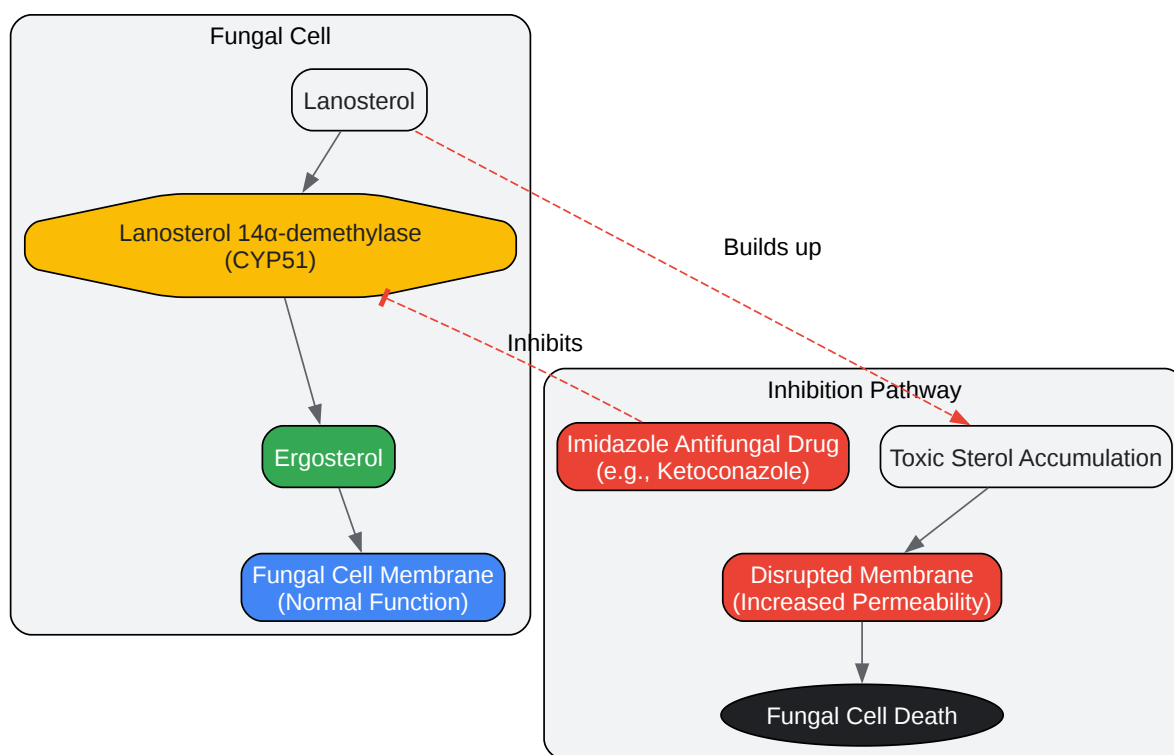 Fungal Cell
Lanosterol
Lanosterol 14α-demethylase
(CYP51)
Builds up
Inhibits
Inhibition Pathway
Imidazole Antifungal Drug
(e.g., Ketoconazole)
Toxic Sterol Accumulation
Ergosterol
Fungal Cell Membrane
(Normal Function)
Disrupted Membrane
(Increased Permeability)
Fungal Cell Death